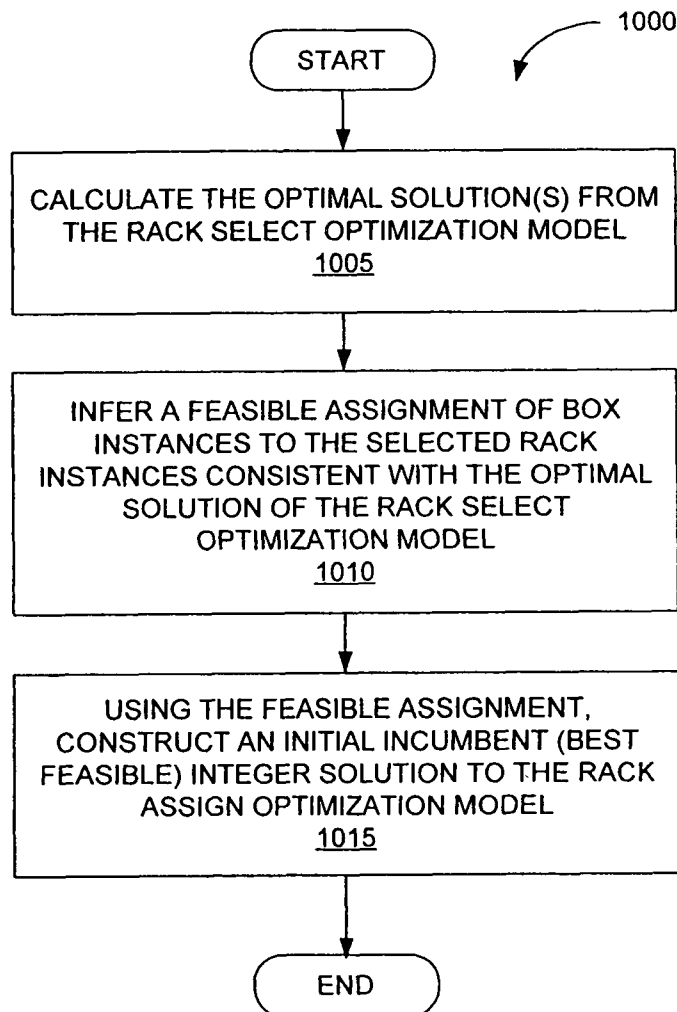 1000
START
CALCULATE THE OPTIMAL SOLUTION(S) FROM
THE RACK SELECT OPTIMIZATION MODEL
1005
INFER A FEASIBLE ASSIGNMENT OF BOX
INSTANCES TO THE SELECTED RACK
INSTANCES CONSISTENT WITH THE OPTIMAL
SOLUTION OF THE RACK SELECT
OPTIMIZATION MODEL
1010
USING THE FEASIBLE ASSIGNMENT,
CONSTRUCT AN INITIAL INCUMBENT (BEST
FEASIBLE) INTEGER SOLUTION TO THE RACK
ASSIGN OPTIMIZATION MODEL
1015
END